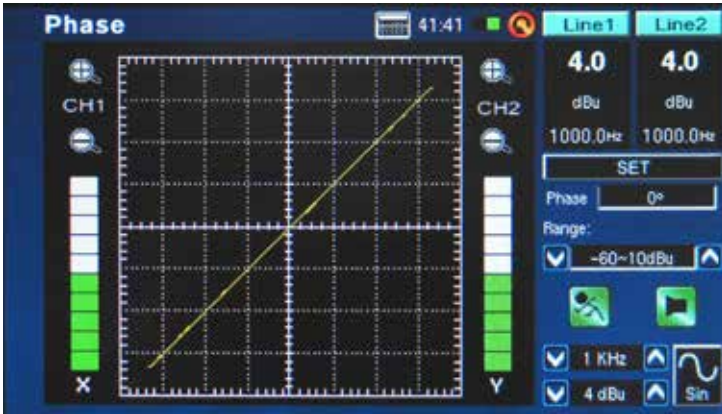 Phase
41:41
Line1 Line2
4.0 4.0
dBu dBu
1000.0Hz 1000.0Hz
CH1 CH2
SET
Phase 0º
Range:
-60~10dBu
1 KHz
4 dBu
Sin
X Y